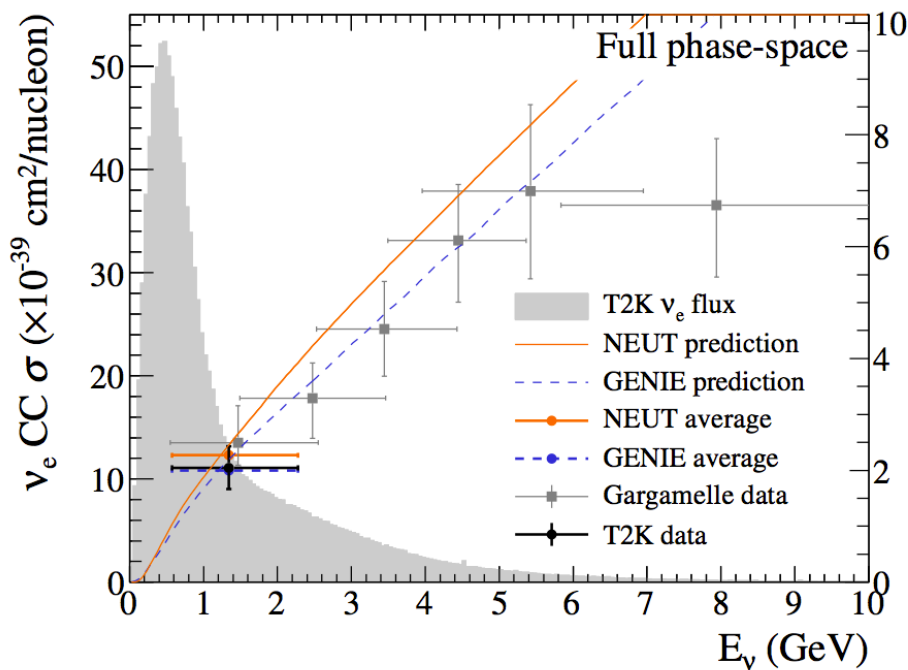 Full phase-space
ν_e CC σ (×10^-39 cm²/nucleon)
50
40
30
20
10
0
10
8
6
4
2
0
T2K ν_e flux
NEUT prediction
GENIE prediction
NEUT average
GENIE average
Gargamelle data
T2K data
0 1 2 3 4 5 6 7 8 9 10
E_ν (GeV)